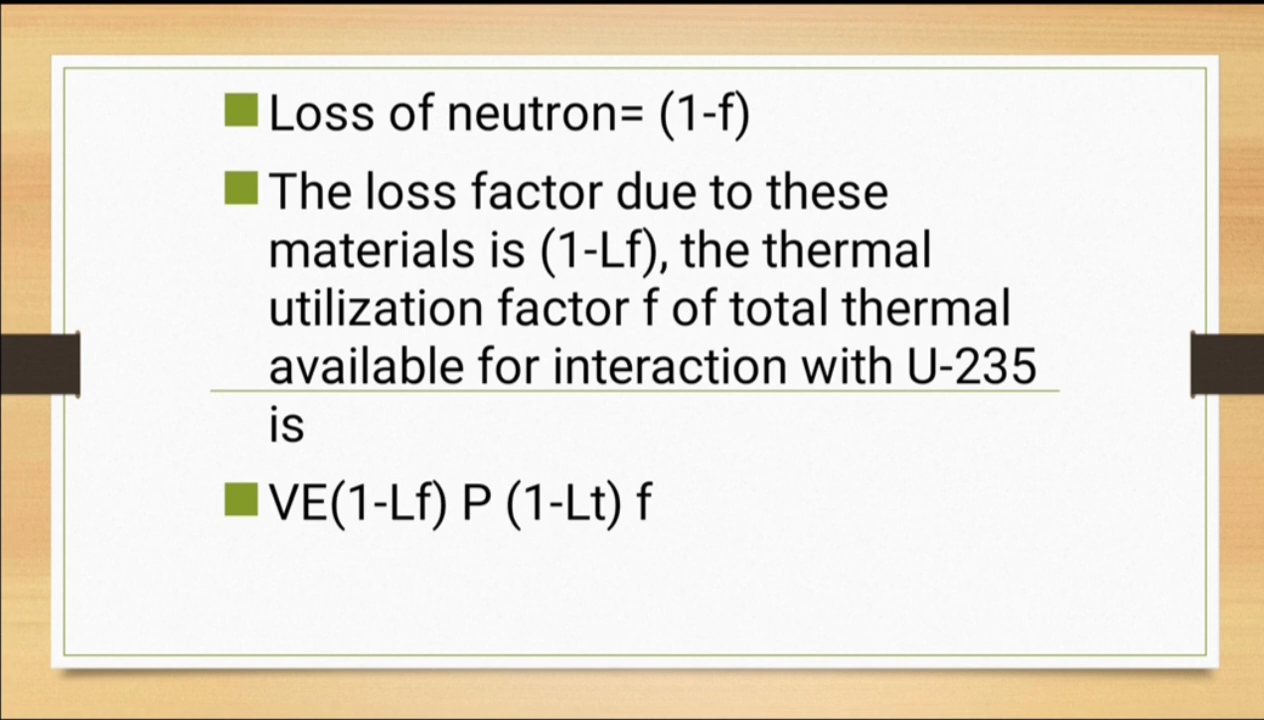 Loss of neutron= (1-f)
The loss factor due to these
materials is (1-Lf), the thermal
utilization factor f of total thermal
available for interaction with U-235
is
VE(1-Lf) P (1-Lt) f